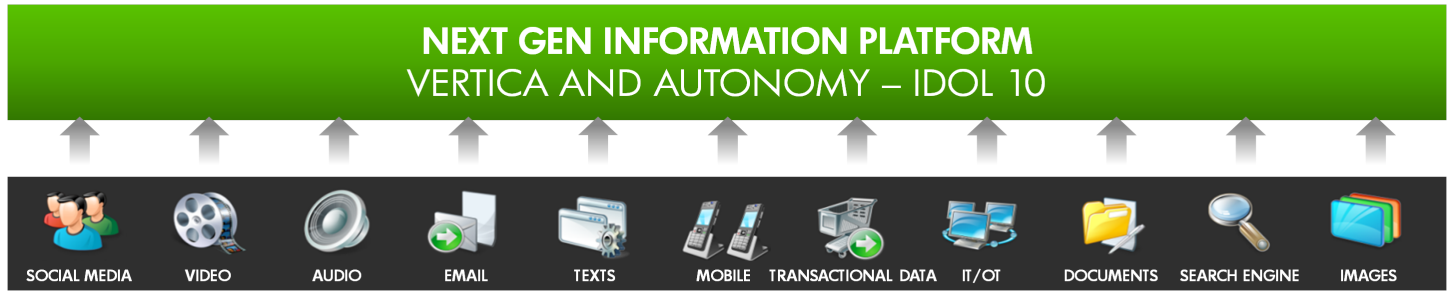 NEXT GEN INFORMATION PLATFORM
VERTICA AND AUTONOMY – IDOL 10
SOCIAL MEDIA VIDEO AUDIO EMAIL TEXTS MOBILE TRANSACTIONAL DATA IT/OT DOCUMENTS SEARCH ENGINE IMAGES